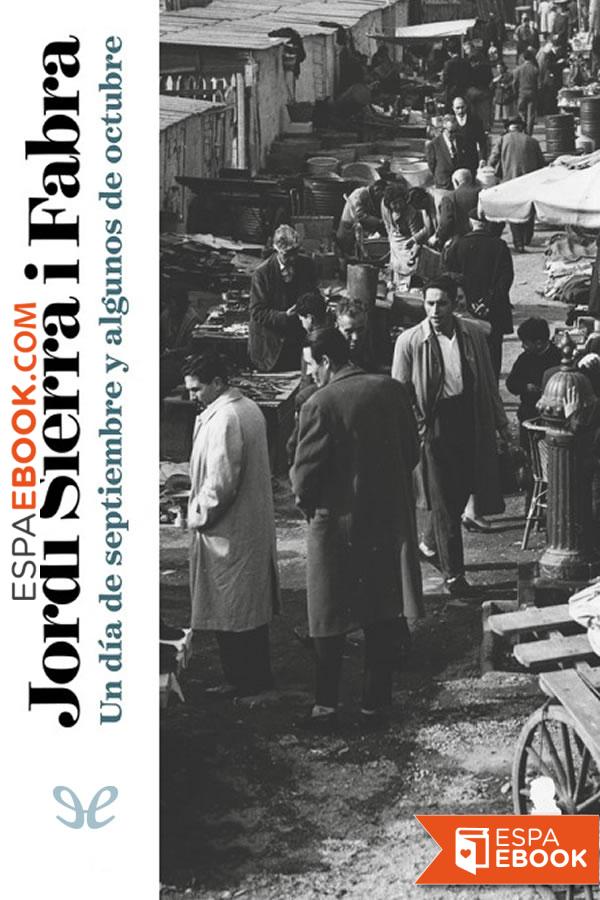 ESPAEBOOK.COM
Jordi Sierra i Fabra
Un día de septiembre y algunos de octubre
ESPA
EBOOK